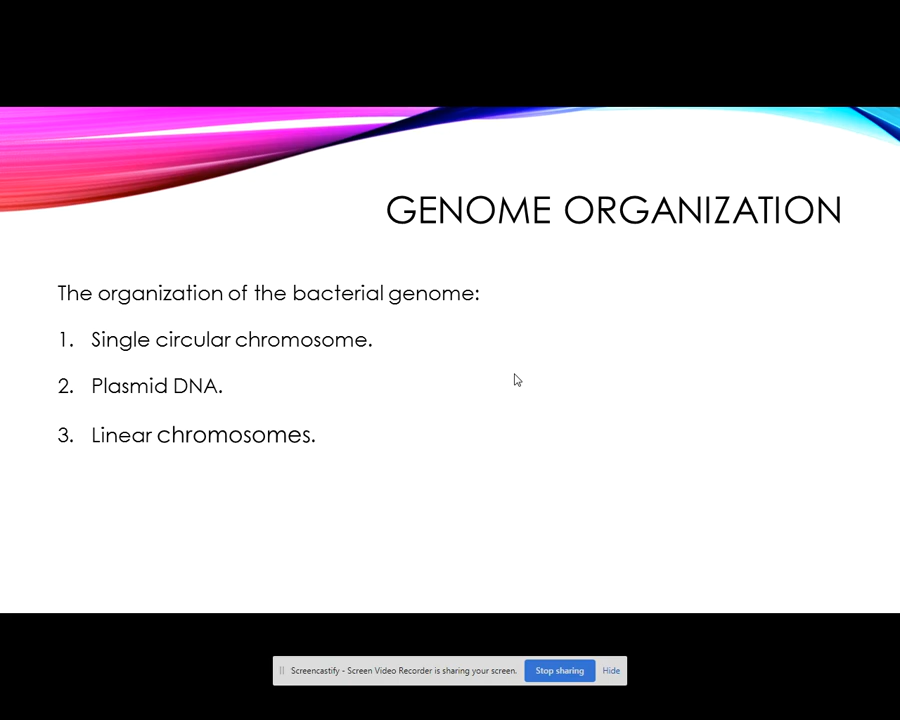 GENOME ORGANIZATION
The organization of the bacterial genome:
1. Single circular chromosome.
2. Plasmid DNA.
3. Linear chromosomes.
Screencastify - Screen Video Recorder is sharing your screen. Stop sharing Hide